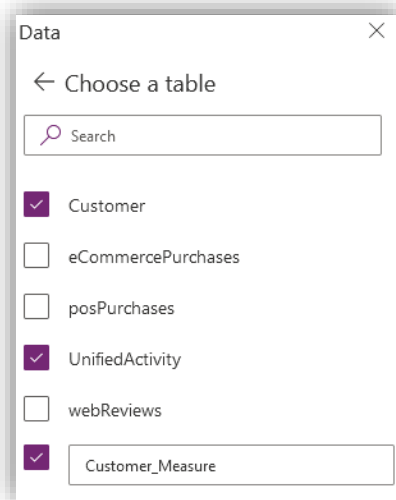 Data
Choose a table
Search
Customer
eCommercePurchases
posPurchases
UnifiedActivity
webReviews
Customer_Measure